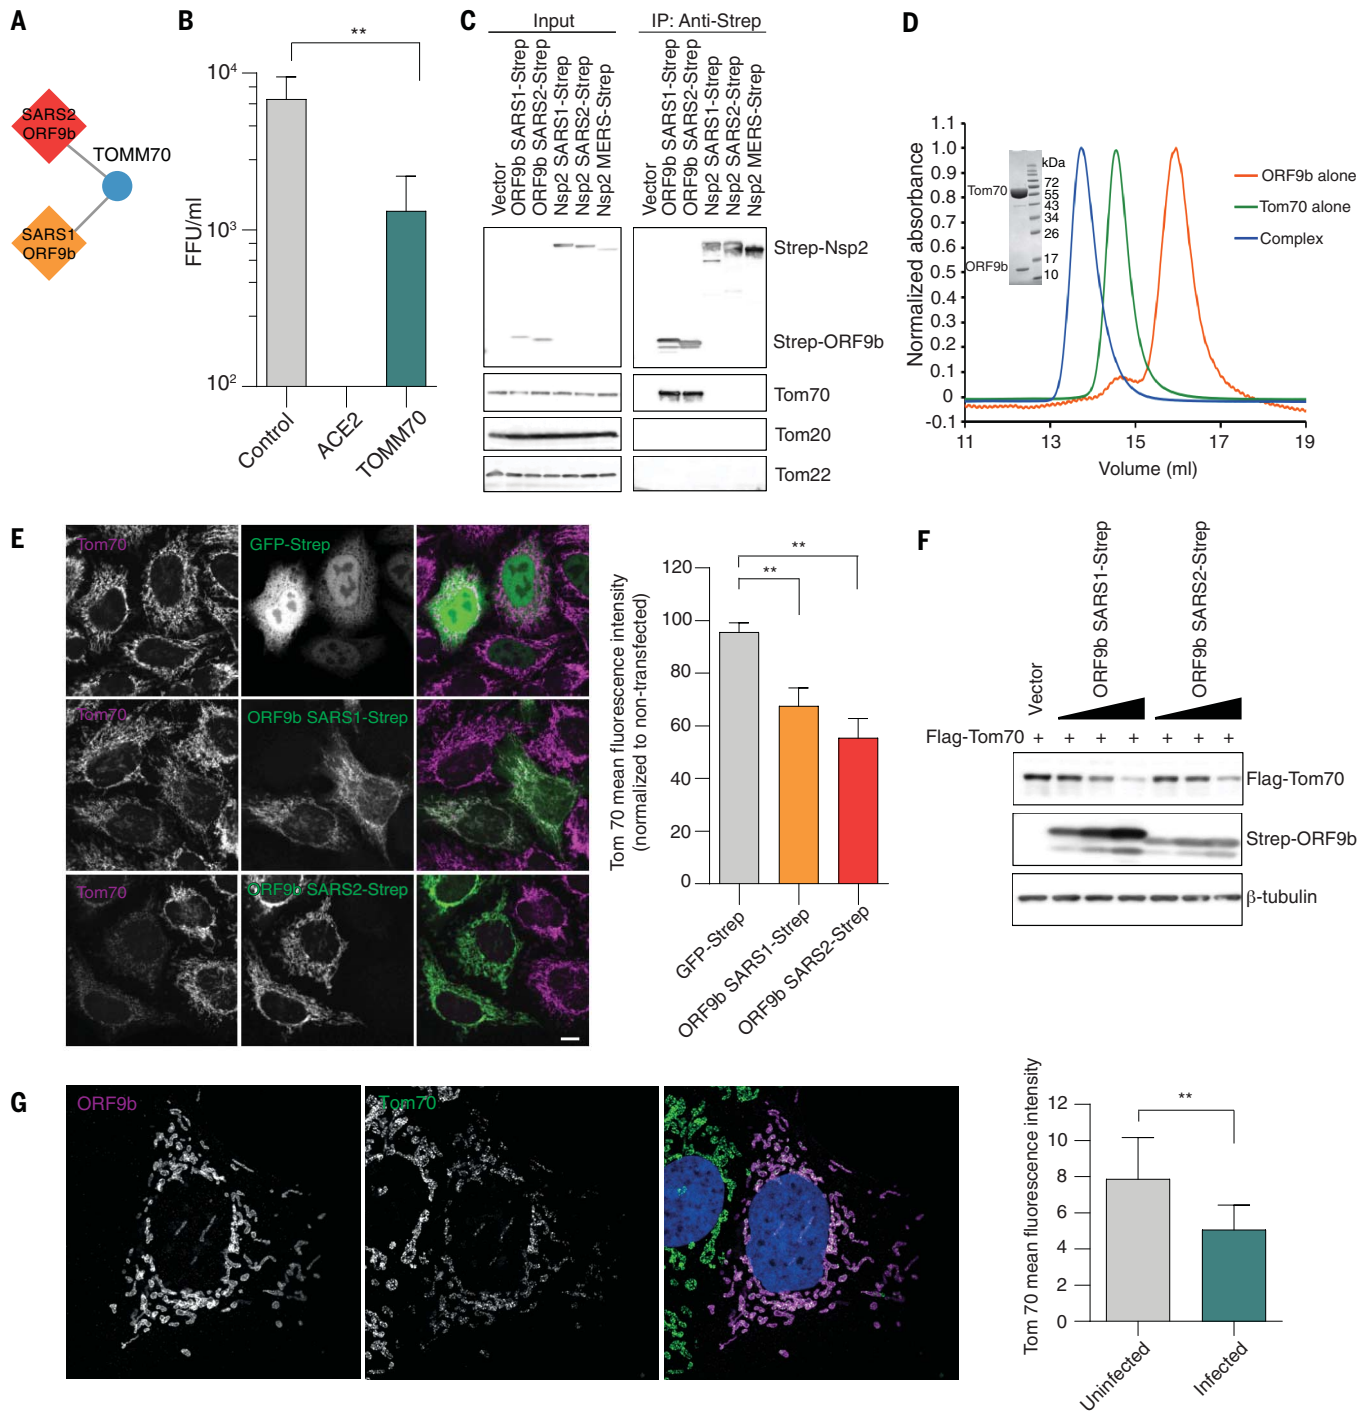 A
SARS2
ORF9b
TOMM70
SARS1
ORF9b
B
**
FFU/ml
10⁴
10³
10²
Control
ACE2
TOMM70
C
Input
IP: Anti-Strep
Vector
ORF9b SARS1-Strep
ORF9b SARS2-Strep
Nsp2 SARS1-Strep
Nsp2 SARS2-Strep
Nsp2 MERS-Strep
Vector
ORF9b SARS1-Strep
ORF9b SARS2-Strep
Nsp2 SARS1-Strep
Nsp2 SARS2-Strep
Nsp2 MERS-Strep
Strep-Nsp2
Strep-ORF9b
Tom70
Tom20
Tom22
D
Normalized absorbance
1.1
1.0
0.9
0.8
0.7
0.6
0.5
0.4
0.3
0.2
0.1
0
-0.1
11
13
15
17
19
Volume (ml)
kDa
Tom70
72
55
43
34
26
17
ORF9b
10
ORF9b alone
Tom70 alone
Complex
E
Tom70
GFP-Strep
Tom70
ORF9b SARS1-Strep
Tom70
ORF9b SARS2-Strep
Tom 70 mean fluorescence intensity
(normalized to non-transfected)
120
100
80
60
40
20
0
**
**
GFP-Strep
ORF9b SARS1-Strep
ORF9b SARS2-Strep
F
Vector
ORF9b SARS1-Strep
ORF9b SARS2-Strep
Flag-Tom70 + + + + + + +
Flag-Tom70
Strep-ORF9b
β-tubulin
G
ORF9b
Tom70
Tom 70 mean fluorescence intensity
12
10
8
6
4
2
0
**
Uninfected
Infected